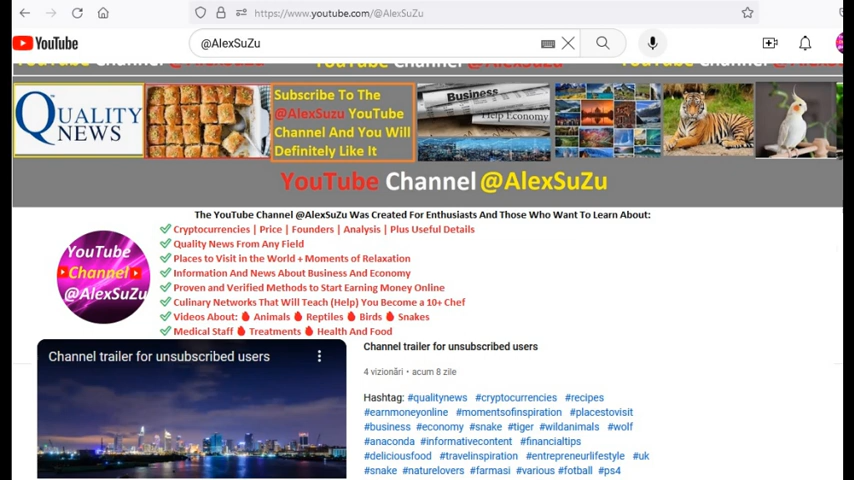 https://www.youtube.com/@AlexSuZu
YouTube
@AlexSuZu
YouTube Channel @AlexSuZu
QUALITY
NEWS
Subscribe To The
@AlexSuzu YouTube
Channel And You Will
Definitely Like It
Business
Help Economy
YouTube Channel @AlexSuZu
The YouTube Channel @AlexSuZu Was Created For Enthusiasts And Those Who Want To Learn About:
Cryptocurrencies | Price | Founders | Analysis | Plus Useful Details
Quality News From Any Field
Places to Visit in the World + Moments of Relaxation
Information And News About Business And Economy
Proven and Verified Methods to Start Earning Money Online
Culinary Networks That Will Teach (Help) You Become a 10+ Chef
Videos About: Animals Reptiles Birds Snakes
Medical Staff Treatments Health And Food
YouTube
Channel
@AlexSuZu
Channel trailer for unsubscribed users
Channel trailer for unsubscribed users
4 vizionări • acum 8 zile
Hashtag: #qualitynews #cryptocurrencies #recipes
#earnmoneyonline #momentsofinspiration #placestovisit
#business #economy #snake #tiger #wildanimals #wolf
#anaconda #informativecontent #financialtips
#deliciousfood #travelinspiration #entrepreneurlifestyle #uk
#snake #naturelovers #farmasi #various #fotball #ps4